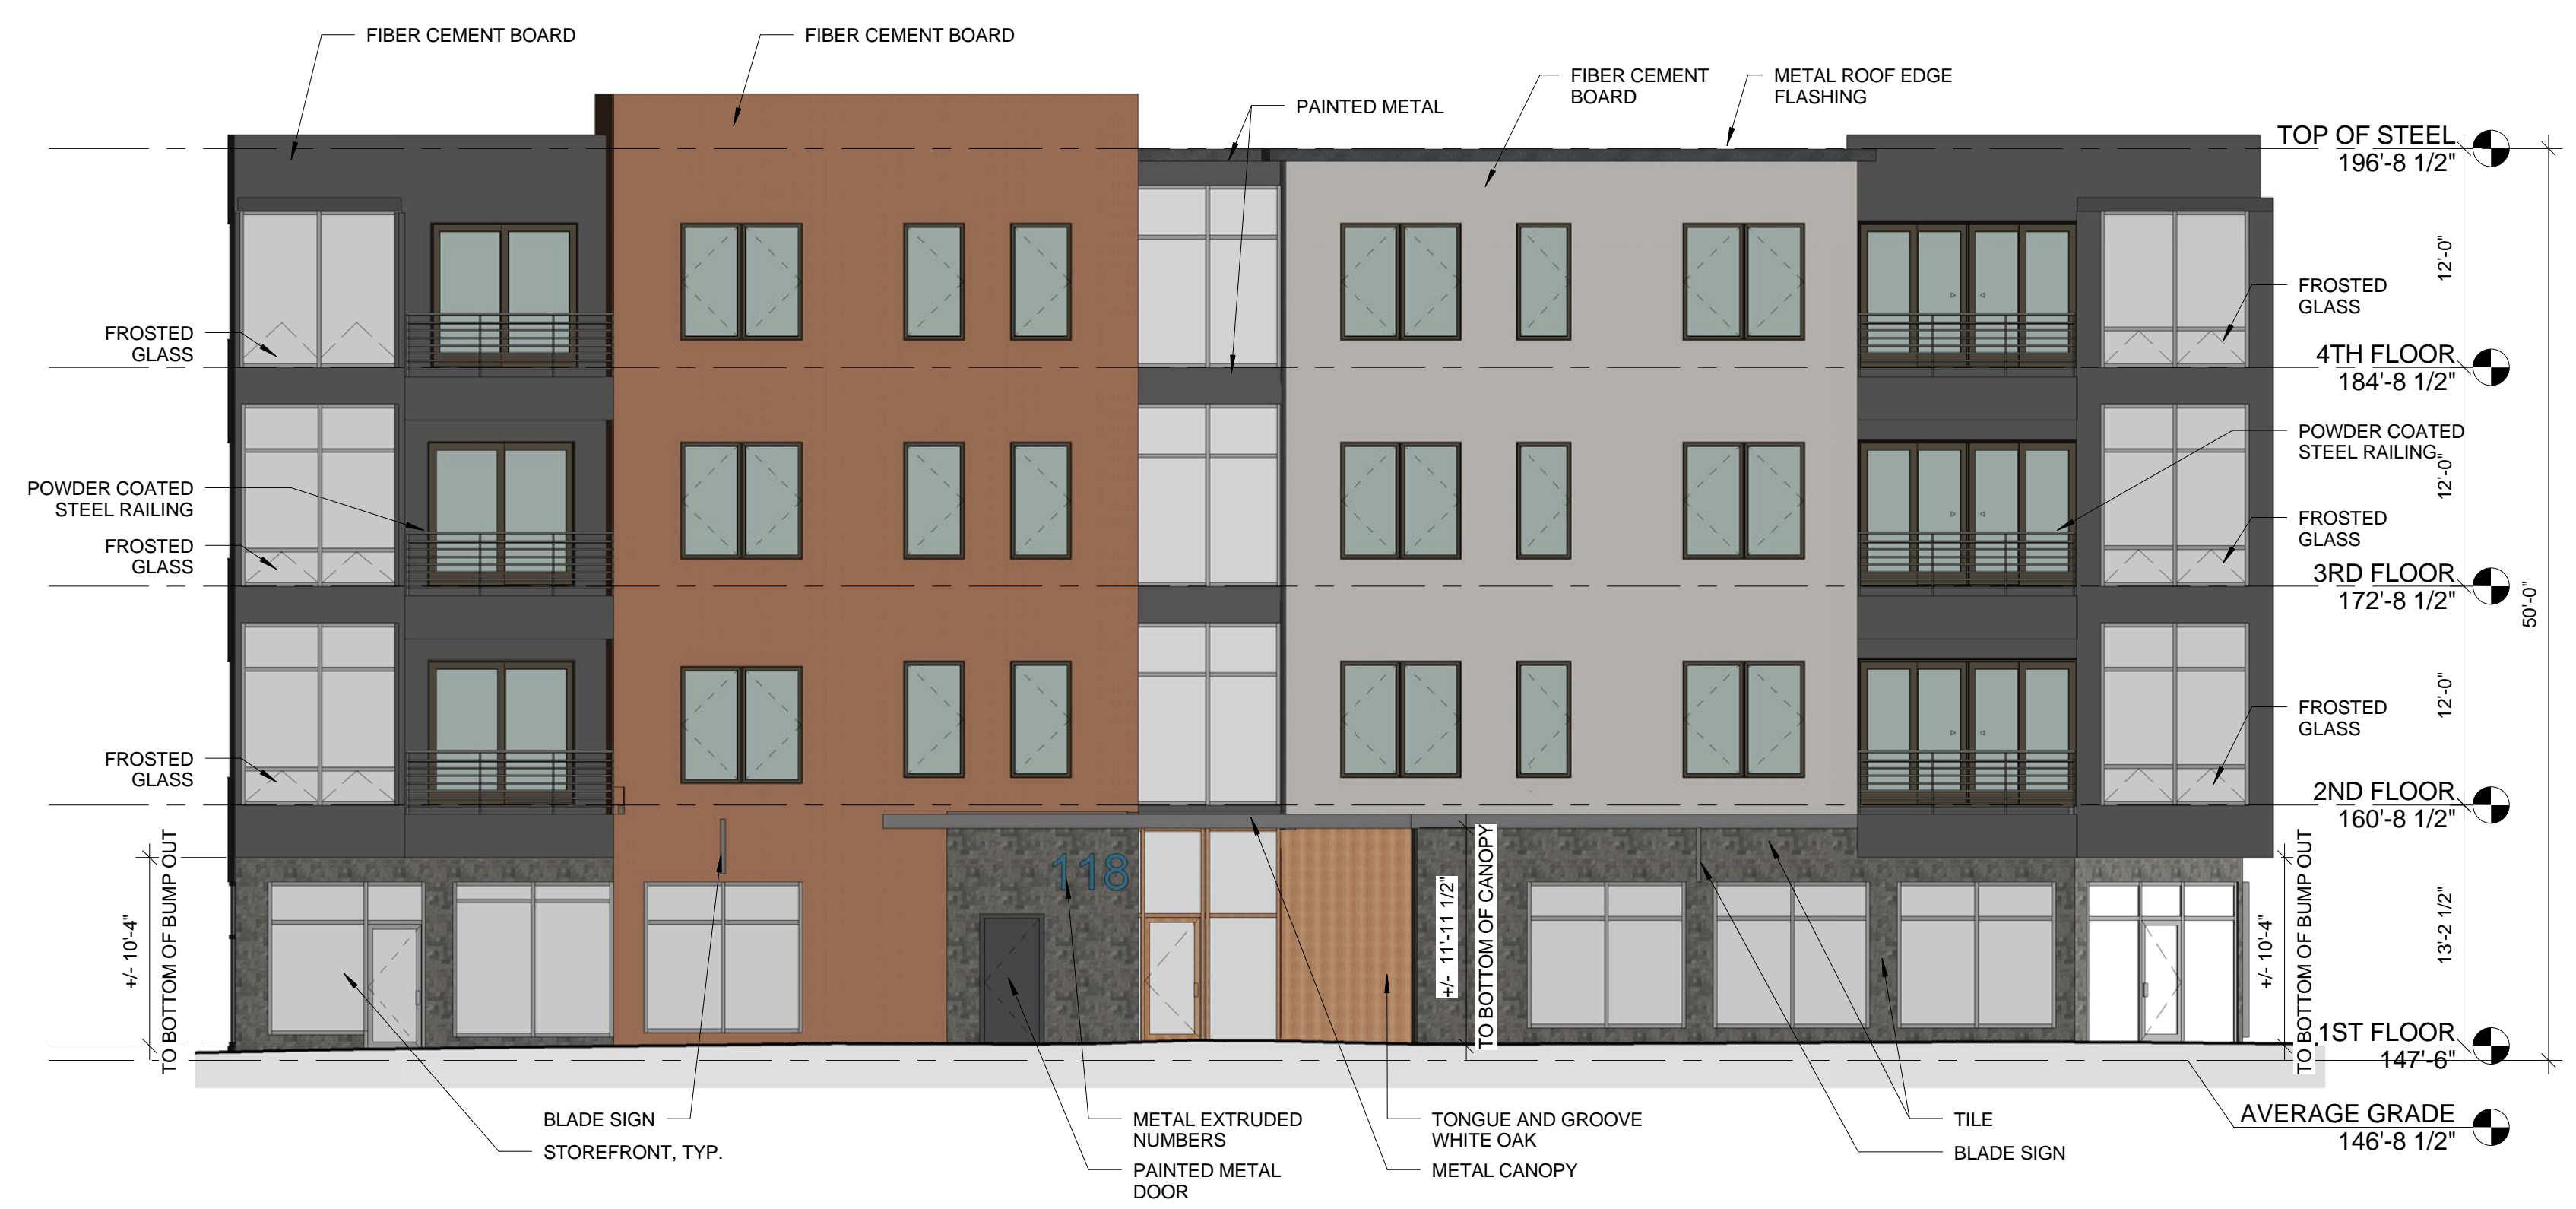 FIBER CEMENT BOARD
FIBER CEMENT BOARD
FIBER CEMENT
BOARD
METAL ROOF EDGE
FLASHING
PAINTED METAL
TOP OF STEEL
196'-8 1/2"
12'-0"
FROSTED
GLASS
FROSTED
GLASS
4TH FLOOR
184'-8 1/2"
POWDER COATED
STEEL RAILING
12'-0"
POWDER COATED
STEEL RAILING
FROSTED
GLASS
FROSTED
GLASS
3RD FLOOR
172'-8 1/2"
50'-0"
12'-0"
FROSTED
GLASS
FROSTED
GLASS
2ND FLOOR
160'-8 1/2"
+/- 10'-4"
TO BOTTOM OF BUMP OUT
118
+/- 11'-11 1/2"
TO BOTTOM OF CANOPY
+/- 10'-4"
TO BOTTOM OF BUMP OUT
13'-2 1/2"
1ST FLOOR
147'-6"
BLADE SIGN
STOREFRONT, TYP.
METAL EXTRUDED
NUMBERS
PAINTED METAL
DOOR
TONGUE AND GROOVE
WHITE OAK
METAL CANOPY
TILE
BLADE SIGN
AVERAGE GRADE
146'-8 1/2"